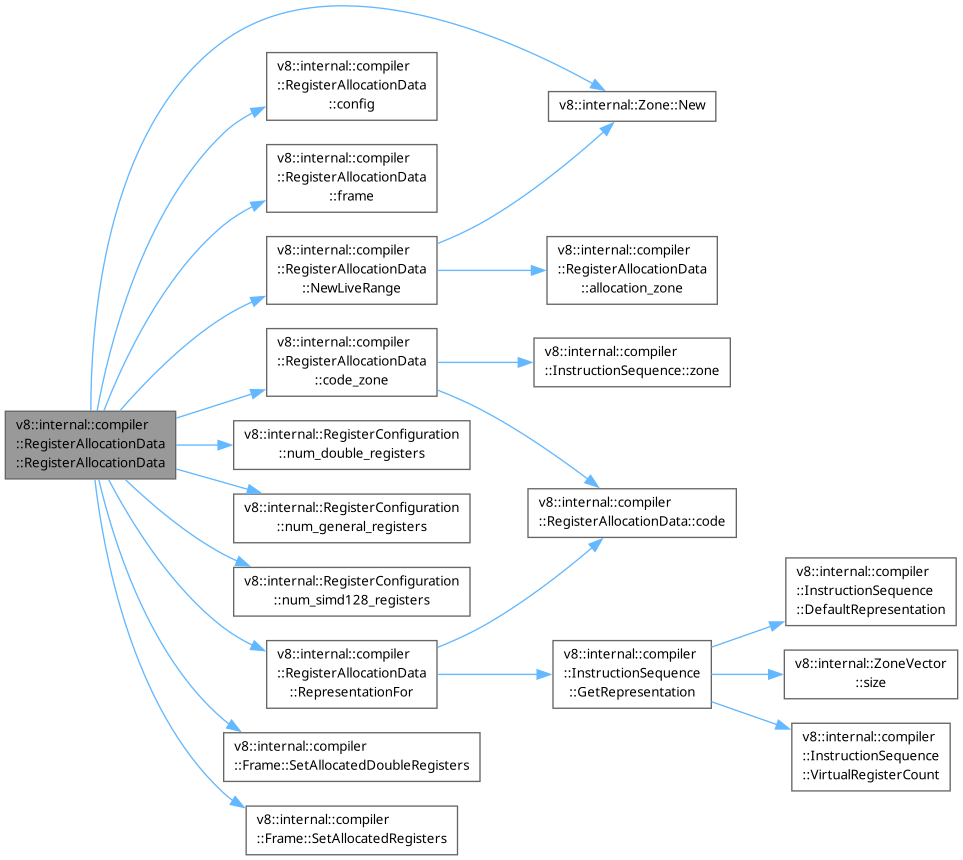 v8::internal::compiler
::RegisterAllocationData
::config
v8::internal::Zone::New
v8::internal::compiler
::RegisterAllocationData
::frame
v8::internal::compiler
::RegisterAllocationData
::NewLiveRange
v8::internal::compiler
::RegisterAllocationData
::allocation_zone
v8::internal::compiler
::RegisterAllocationData
::code_zone
v8::internal::compiler
::InstructionSequence::zone
v8::internal::compiler
::RegisterAllocationData
::RegisterAllocationData
v8::internal::RegisterConfiguration
::num_double_registers
v8::internal::RegisterConfiguration
::num_general_registers
v8::internal::compiler
::RegisterAllocationData::code
v8::internal::RegisterConfiguration
::num_simd128_registers
v8::internal::compiler
::InstructionSequence
::DefaultRepresentation
v8::internal::compiler
::RegisterAllocationData
::RepresentationFor
v8::internal::compiler
::InstructionSequence
::GetRepresentation
v8::internal::ZoneVector
::size
v8::internal::compiler
::Frame::SetAllocatedDoubleRegisters
v8::internal::compiler
::InstructionSequence
::VirtualRegisterCount
v8::internal::compiler
::Frame::SetAllocatedRegisters